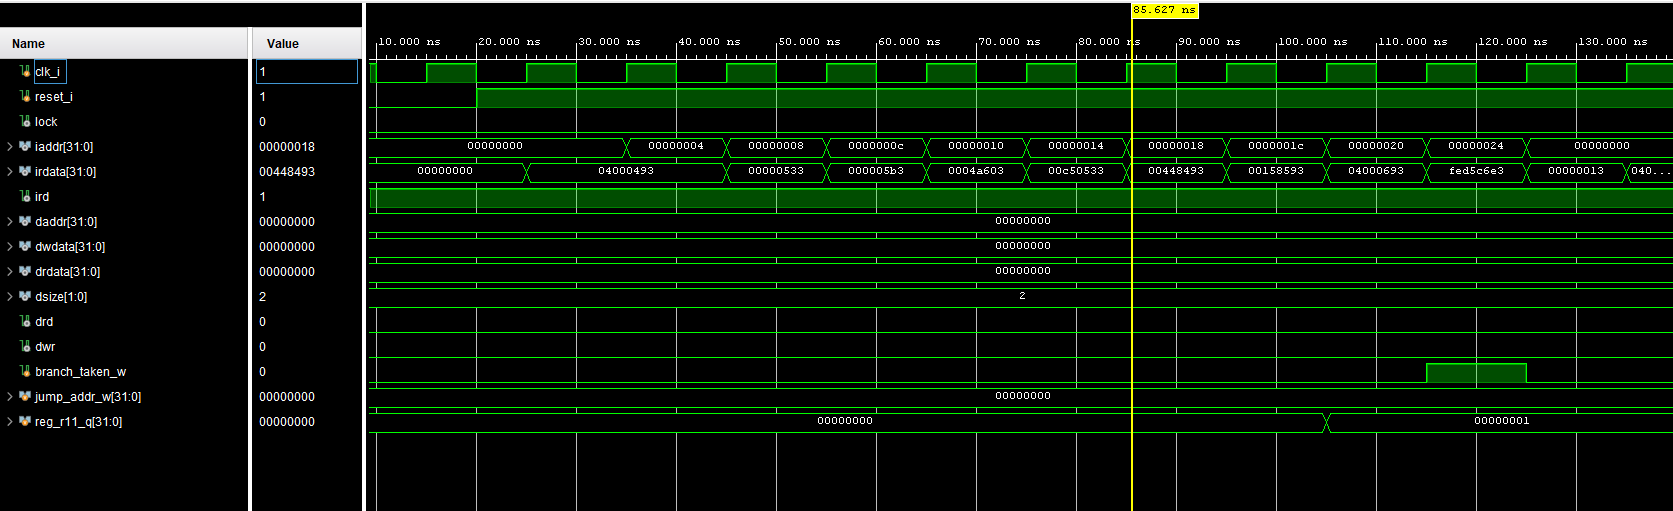 85.627 ns
Name Value
10.000 ns 20.000 ns 30.000 ns 40.000 ns 50.000 ns 60.000 ns 70.000 ns 80.000 ns 90.000 ns 100.000 ns 110.000 ns 120.000 ns 130.000 ns
clk_i 1
reset_i 1
lock 0
iaddr[31:0] 00000018 00000000 00000004 00000008 0000000c 00000010 00000014 00000018 0000001c 00000020 00000024 00000000
irdata[31:0] 00448493 00000000 04000493 00000533 000005b3 0004a603 00c50533 00448493 00158593 04000693 fed5c6e3 00000013 040...
ird 1
daddr[31:0] 00000000 00000000
dwdata[31:0] 00000000 00000000
drdata[31:0] 00000000 00000000
dsize[1:0] 2 2
drd 0
dwr 0
branch_taken_w 0
jump_addr_w[31:0] 00000000 00000000
reg_r11_q[31:0] 00000000 00000000 00000001